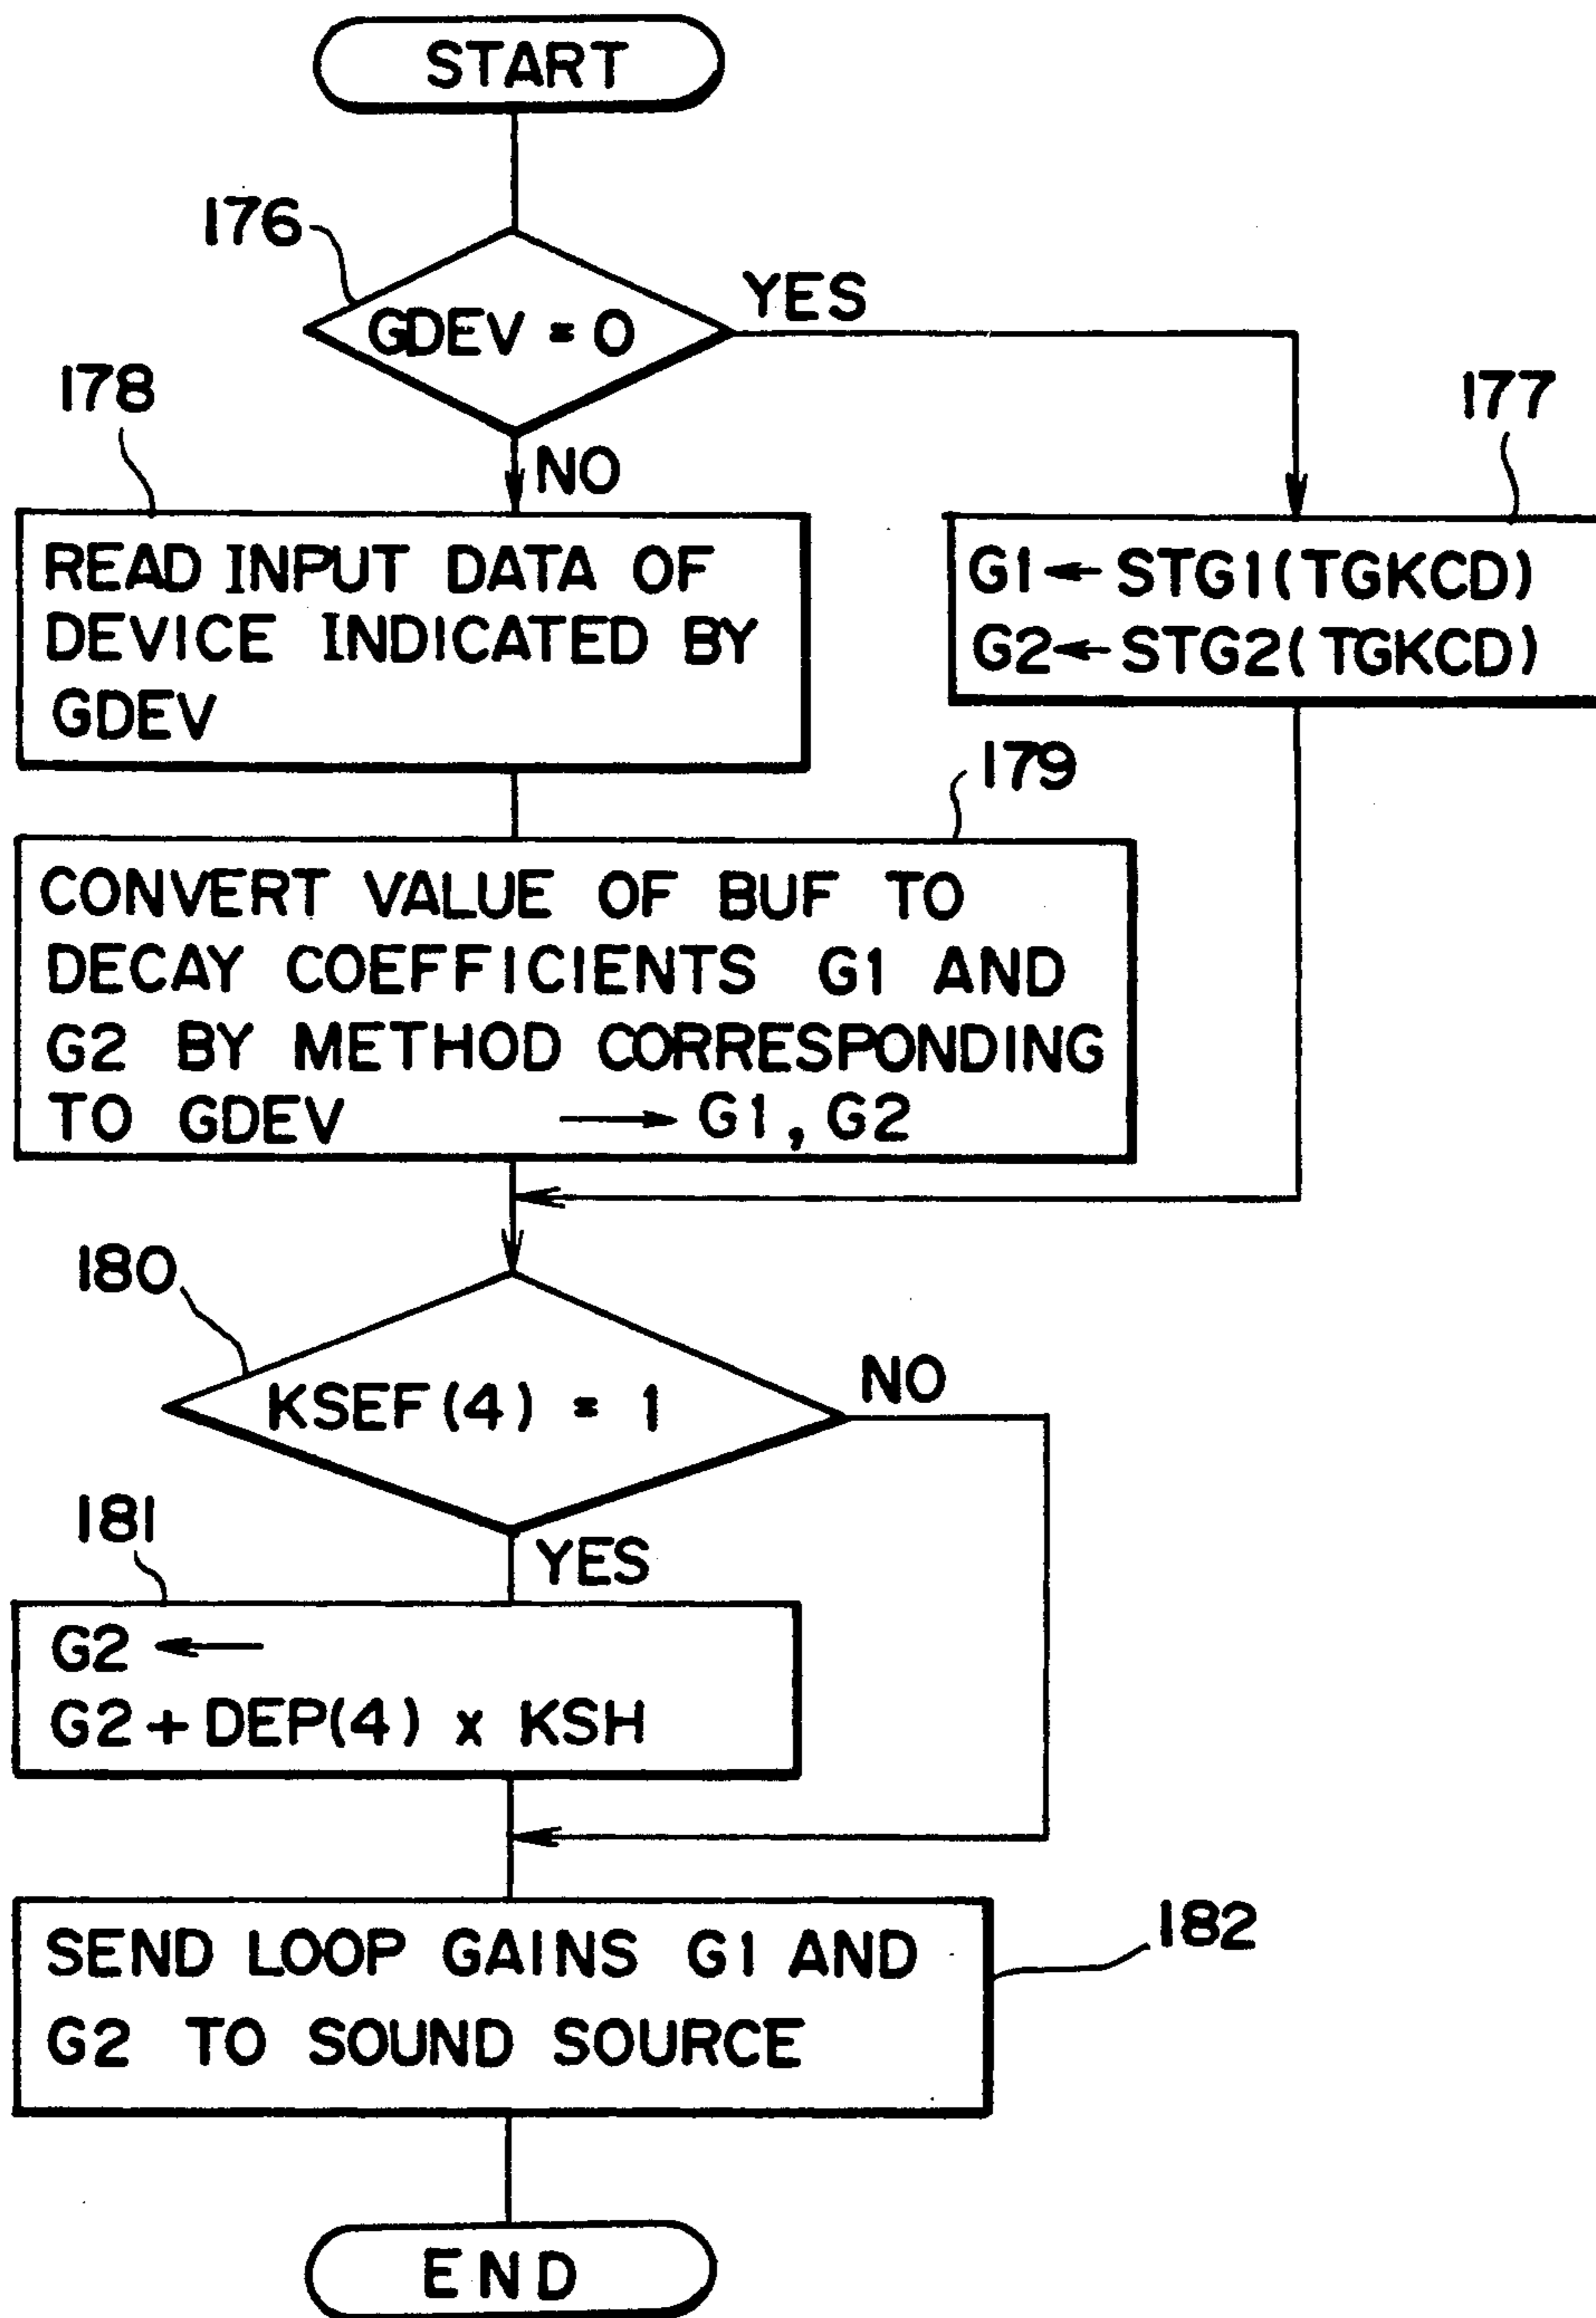 START
176
GDEV = 0
YES
178
NO
177
READ INPUT DATA OF
DEVICE INDICATED BY
GDEV
G1←STG1(TGKCD)
G2←STG2(TGKCD)
179
CONVERT VALUE OF BUF TO
DECAY COEFFICIENTS G1 AND
G2 BY METHOD CORRESPONDING
TO GDEV → G1, G2
180
KSEF(4) = 1
NO
181
YES
G2 ←
G2+DEP(4) x KSH
SEND LOOP GAINS G1 AND
G2 TO SOUND SOURCE
182
END